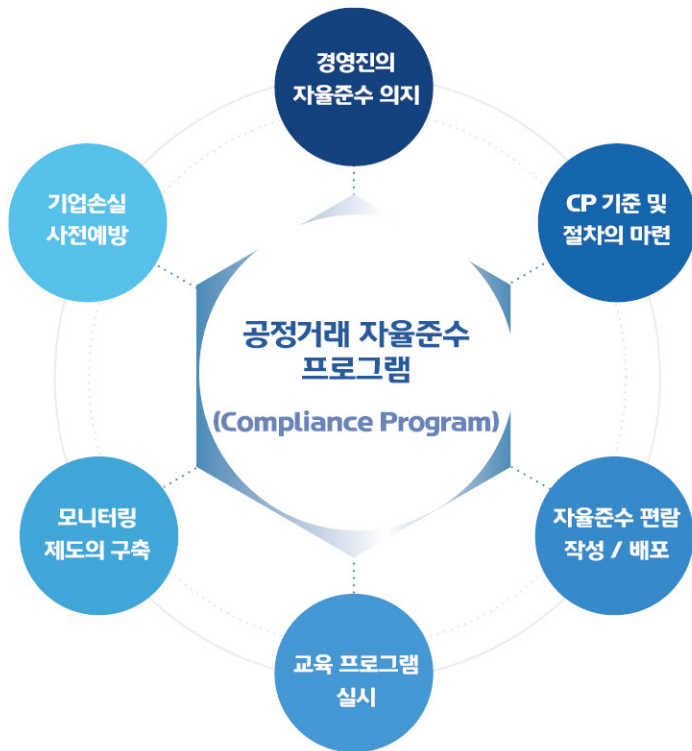 경영진의
자율준수 의지
CP 기준 및
절차의 마련
자율준수 편람
작성 / 배포
교육 프로그램
실시
모니터링
제도의 구축
기업손실
사전예방
공정거래 자율준수
프로그램
(Compliance Program)